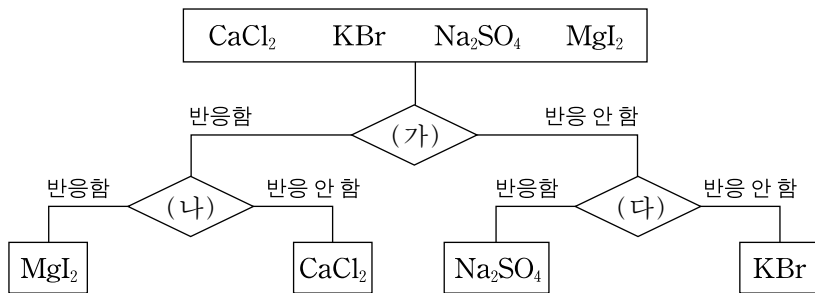 CaCl₂ KBr Na₂SO₄ MgI₂
반응함 (가) 반응 안 함
반응함 (나) 반응 안 함 반응함 (다) 반응 안 함
MgI₂ CaCl₂ Na₂SO₄ KBr